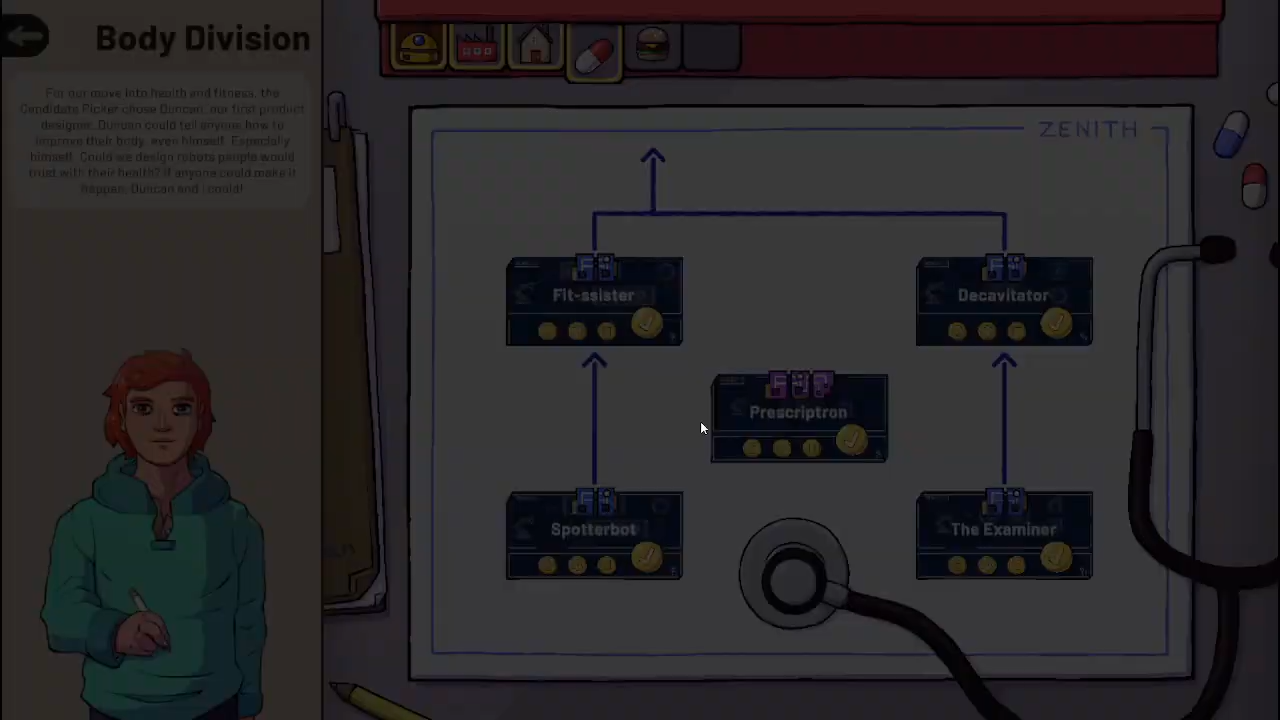 Body Division
For our move into health and fitness, the
Candidate Picker chose Duncan, our first product
designer. Duncan could tell anyone how to
improve their body, even himself. Especially
himself. Could we design robots people would
trust with their health? If anyone could make it
happen, Duncan and I could!
ZENITH
Fit-ssister
Decavitator
Prescriptron
Spotterbot
The Examiner